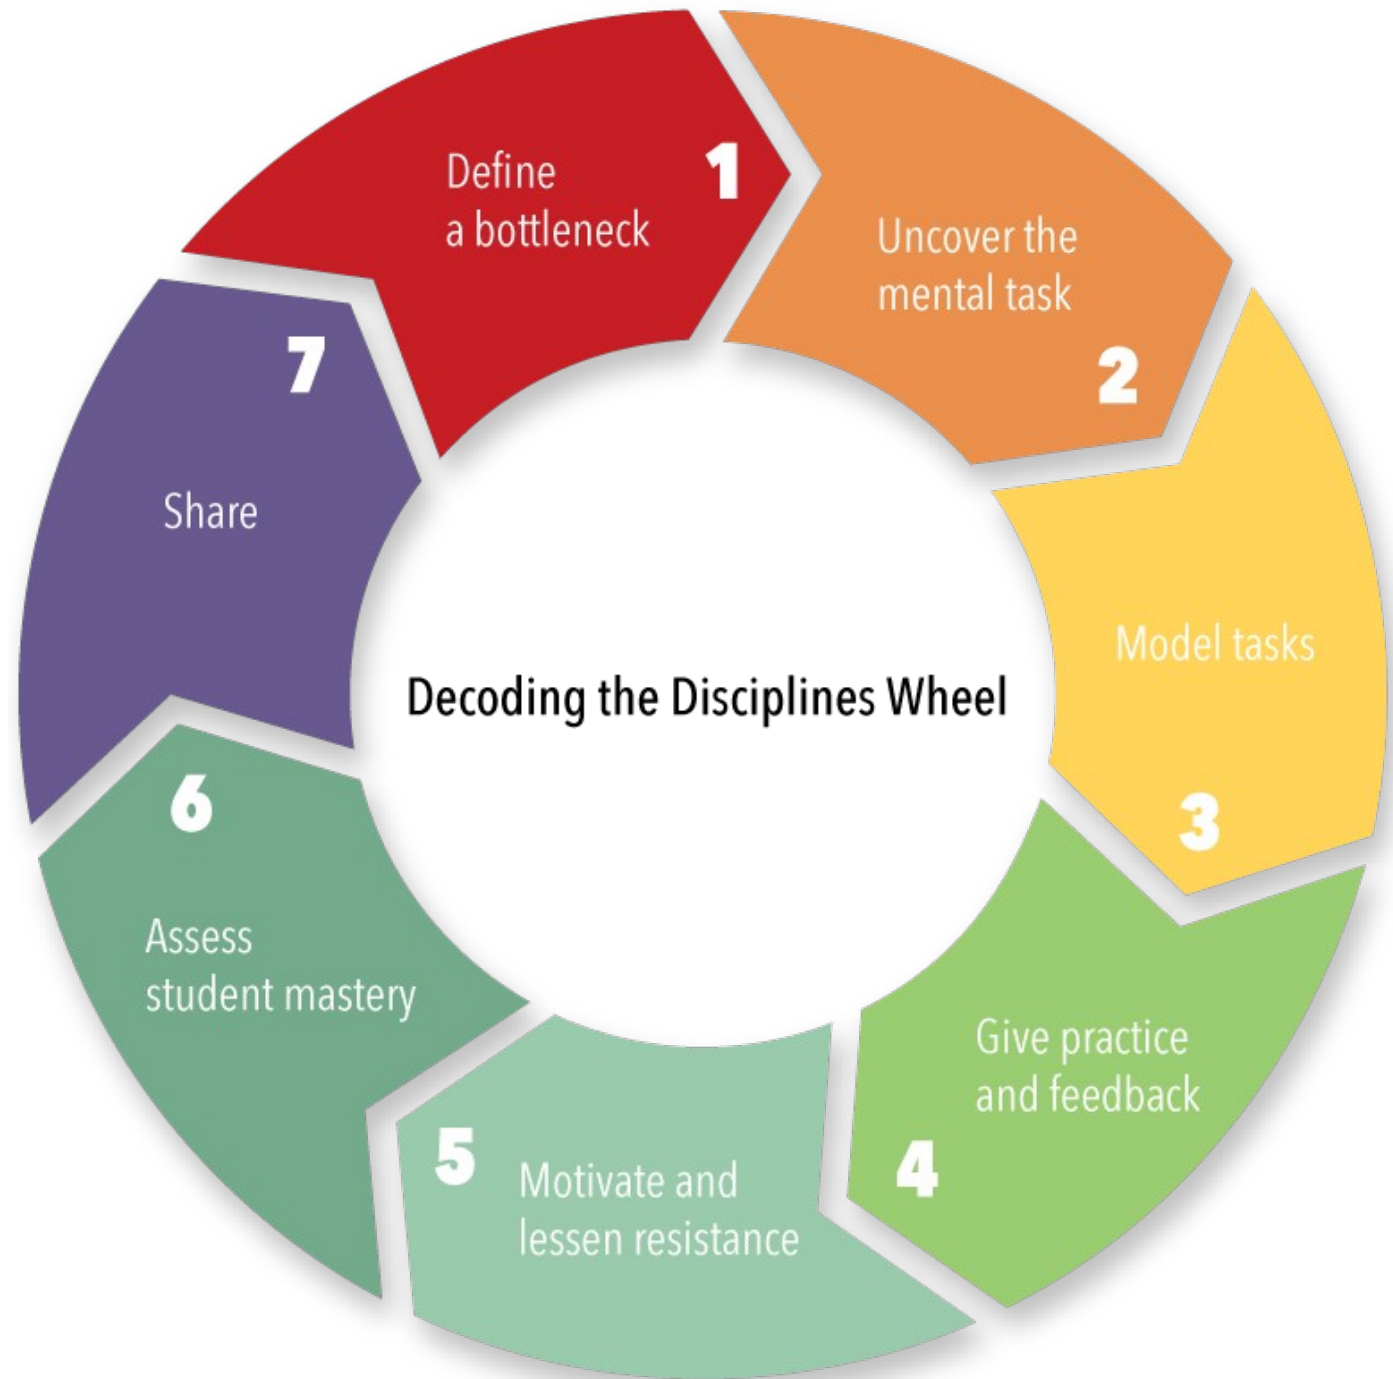 Define
a bottleneck
1
Uncover the
mental task
2
Model tasks
3
Give practice
and feedback
4
Motivate and
lessen resistance
5
Assess
student mastery
6
Share
7
Decoding the Disciplines Wheel